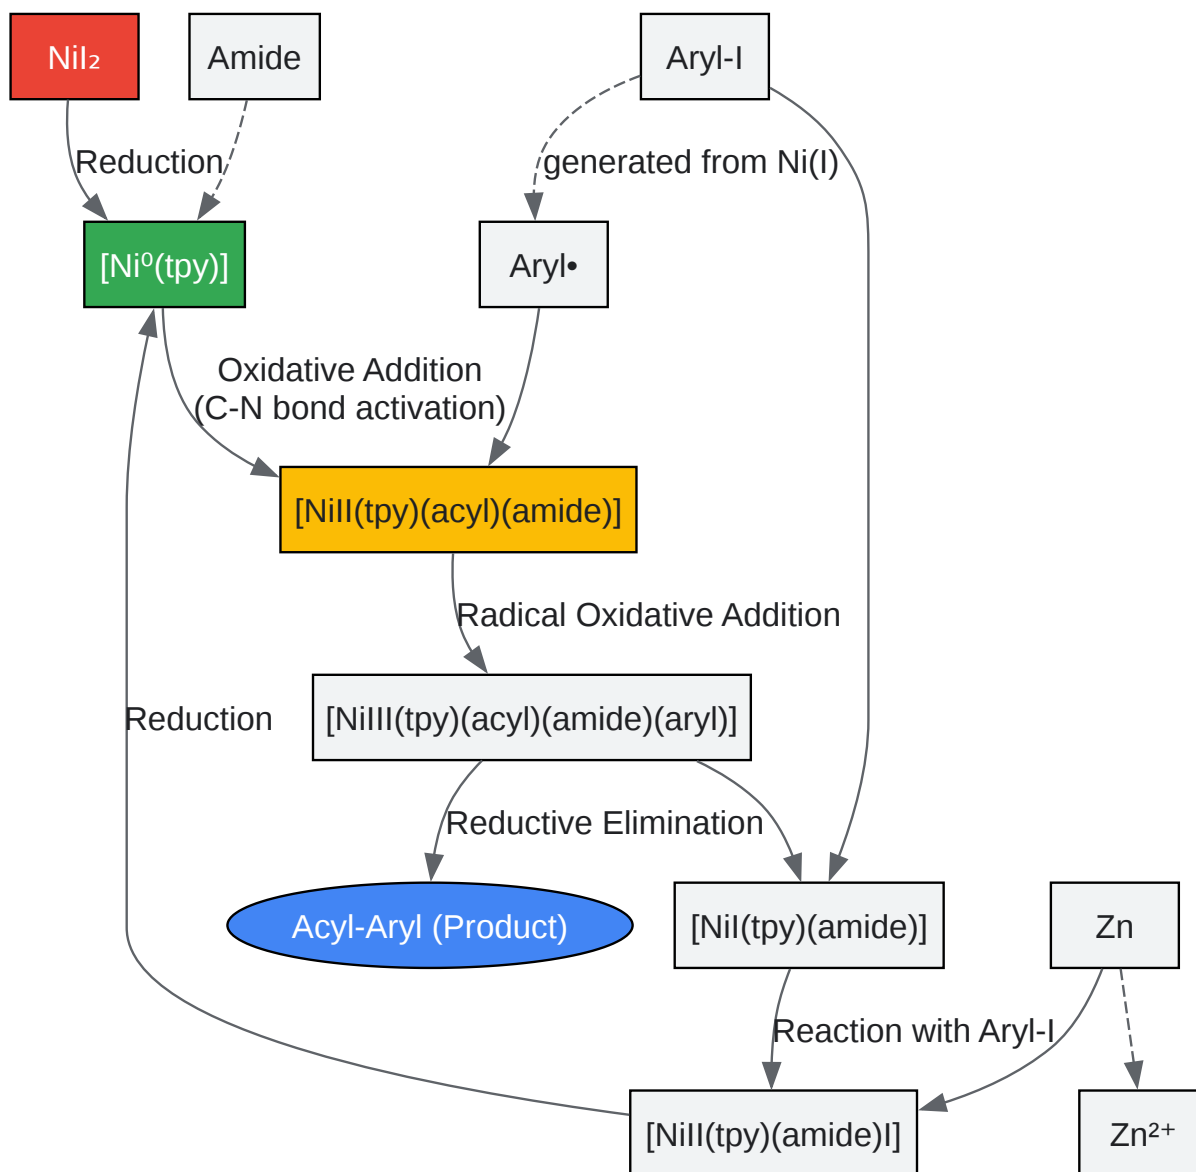 NiI₂
Amide
Aryl-I
Reduction
generated from Ni(I)
[Ni⁰(tpy)]
Aryl•
Oxidative Addition
(C-N bond activation)
[NiII(tpy)(acyl)(amide)]
Radical Oxidative Addition
[NiIII(tpy)(acyl)(amide)(aryl)]
Reduction
Reductive Elimination
Acyl-Aryl (Product)
[NiI(tpy)(amide)]
Zn
Reaction with Aryl-I
[NiII(tpy)(amide)I]
Zn²⁺